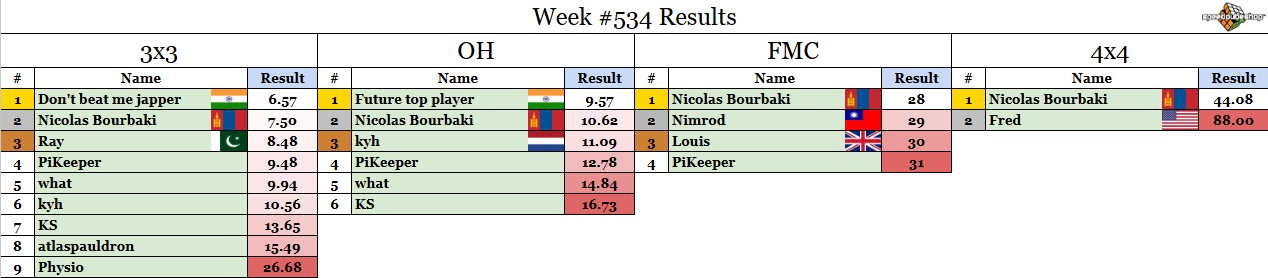 Week #534 Results
speedcubeshop
3x3 OH FMC 4x4
# Name Result # Name Result # Name Result # Name Result
1 Don't beat me japper 6.57 1 Future top player 9.57 1 Nicolas Bourbaki 28 1 Nicolas Bourbaki 44.08
2 Nicolas Bourbaki 7.50 2 Nicolas Bourbaki 10.62 2 Nimrod 29 2 Fred 88.00
3 Ray 8.48 3 kyh 11.09 3 Louis 30
4 PiKeeper 9.48 4 PiKeeper 12.78 4 PiKeeper 31
5 what 9.94 5 what 14.84
6 kyh 10.56 6 KS 16.73
7 KS 13.65
8 atlaspauldron 15.49
9 Physio 26.68